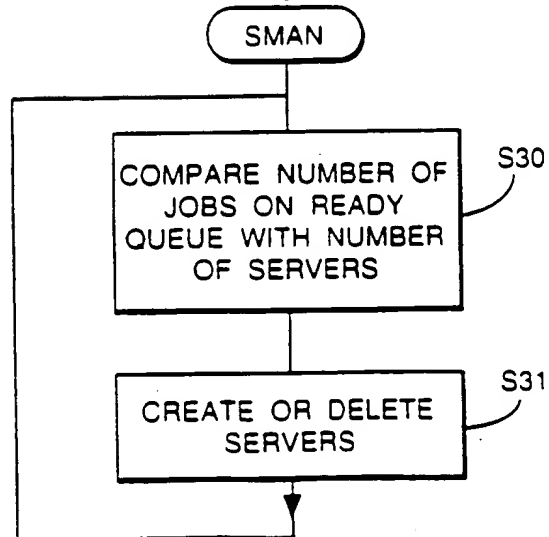 SMAN
COMPARE NUMBER OF
JOBS ON READY
QUEUE WITH NUMBER
OF SERVERS
S30
CREATE OR DELETE
SERVERS
S31